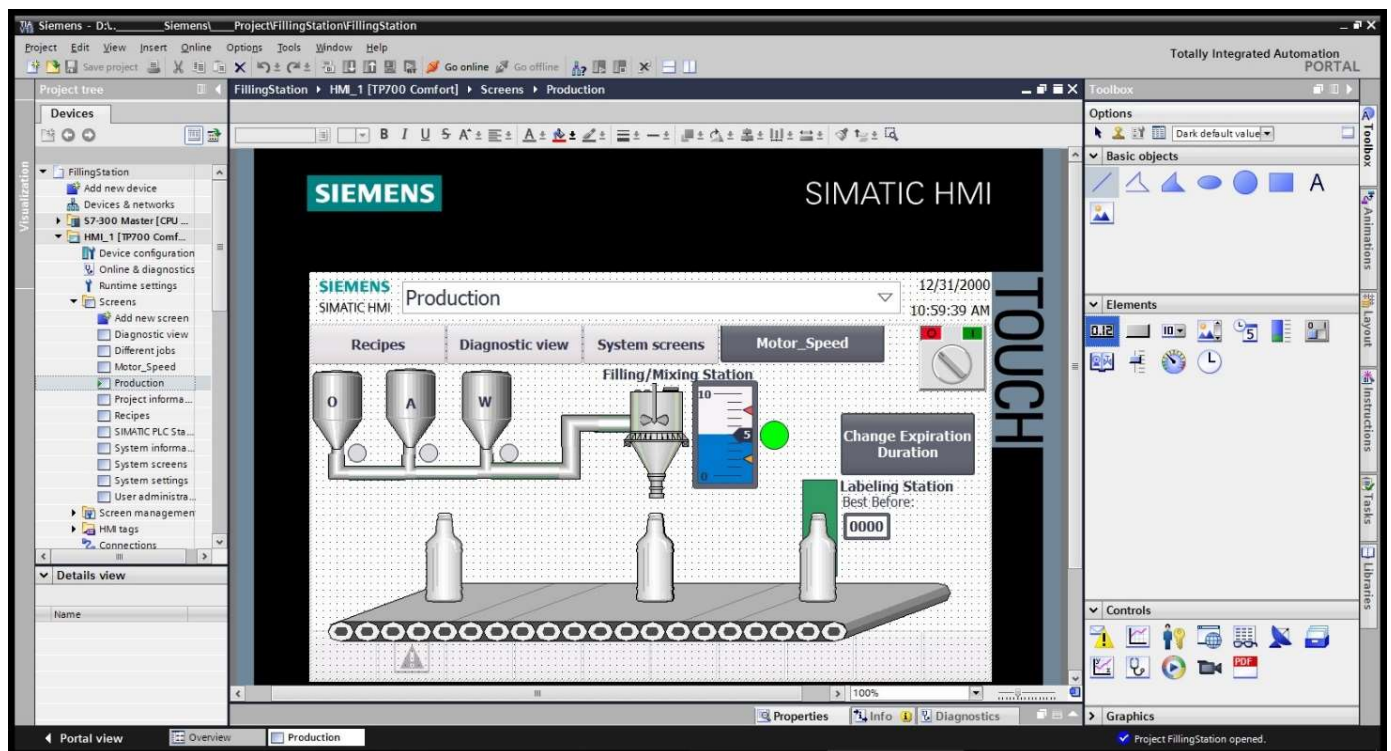 Siemens - D:\.________Siemens\____Project\FillingStation\FillingStation
Project Edit View Insert Online Options Tools Window Help
Totally Integrated Automation
PORTAL
Save project
Go online
Go offline
Project tree
FillingStation ▸ HMI_1 [TP700 Comfort] ▸ Screens ▸ Production
Toolbox
Devices
Options
B I U S A
Dark default value
Visualization
FillingStation
Add new device
Devices & networks
S7-300 Master [CPU ...
HMI_1 [TP700 Comf...
Device configuration
Online & diagnostics
Runtime settings
Screens
Add new screen
Diagnostic view
Different jobs
Motor_Speed
Production
Project informa...
Recipes
SIMATIC PLC Sta...
System informa...
System screens
System settings
User administra...
Screen managemen
HMI tags
Connections
Details view
Name
SIEMENS
SIMATIC HMI
TOUCH
SIEMENS
SIMATIC HMI
Production
12/31/2000
10:59:39 AM
Recipes Diagnostic view System screens Motor_Speed
O I
Filling/Mixing Station
O A W
10
5
0
Change Expiration
Duration
Labeling Station
Best Before:
0000
100%
Properties Info Diagnostics
Basic objects
A
Elements
0.12
10
5
Controls
PDF
Graphics
Toolbox
Animations
Layout
Instructions
Tasks
Libraries
Portal view
Overview
Production
Project FillingStation opened.